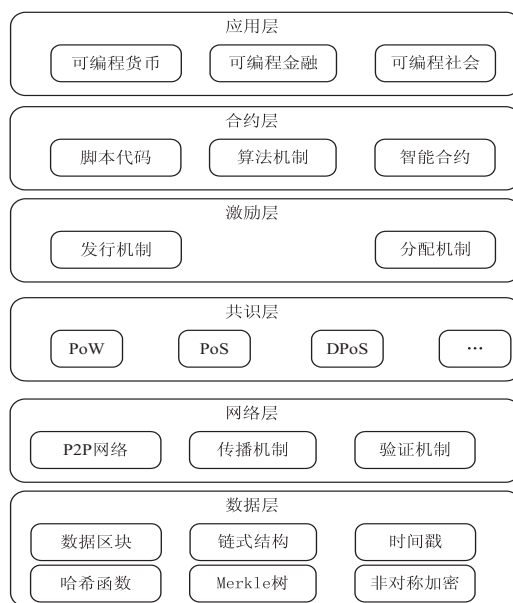 应用层
可编程货币 可编程金融 可编程社会
合约层
脚本代码 算法机制 智能合约
激励层
发行机制 分配机制
共识层
PoW PoS DPoS …
网络层
P2P网络 传播机制 验证机制
数据层
数据区块 链式结构 时间戳
哈希函数 Merkle树 非对称加密